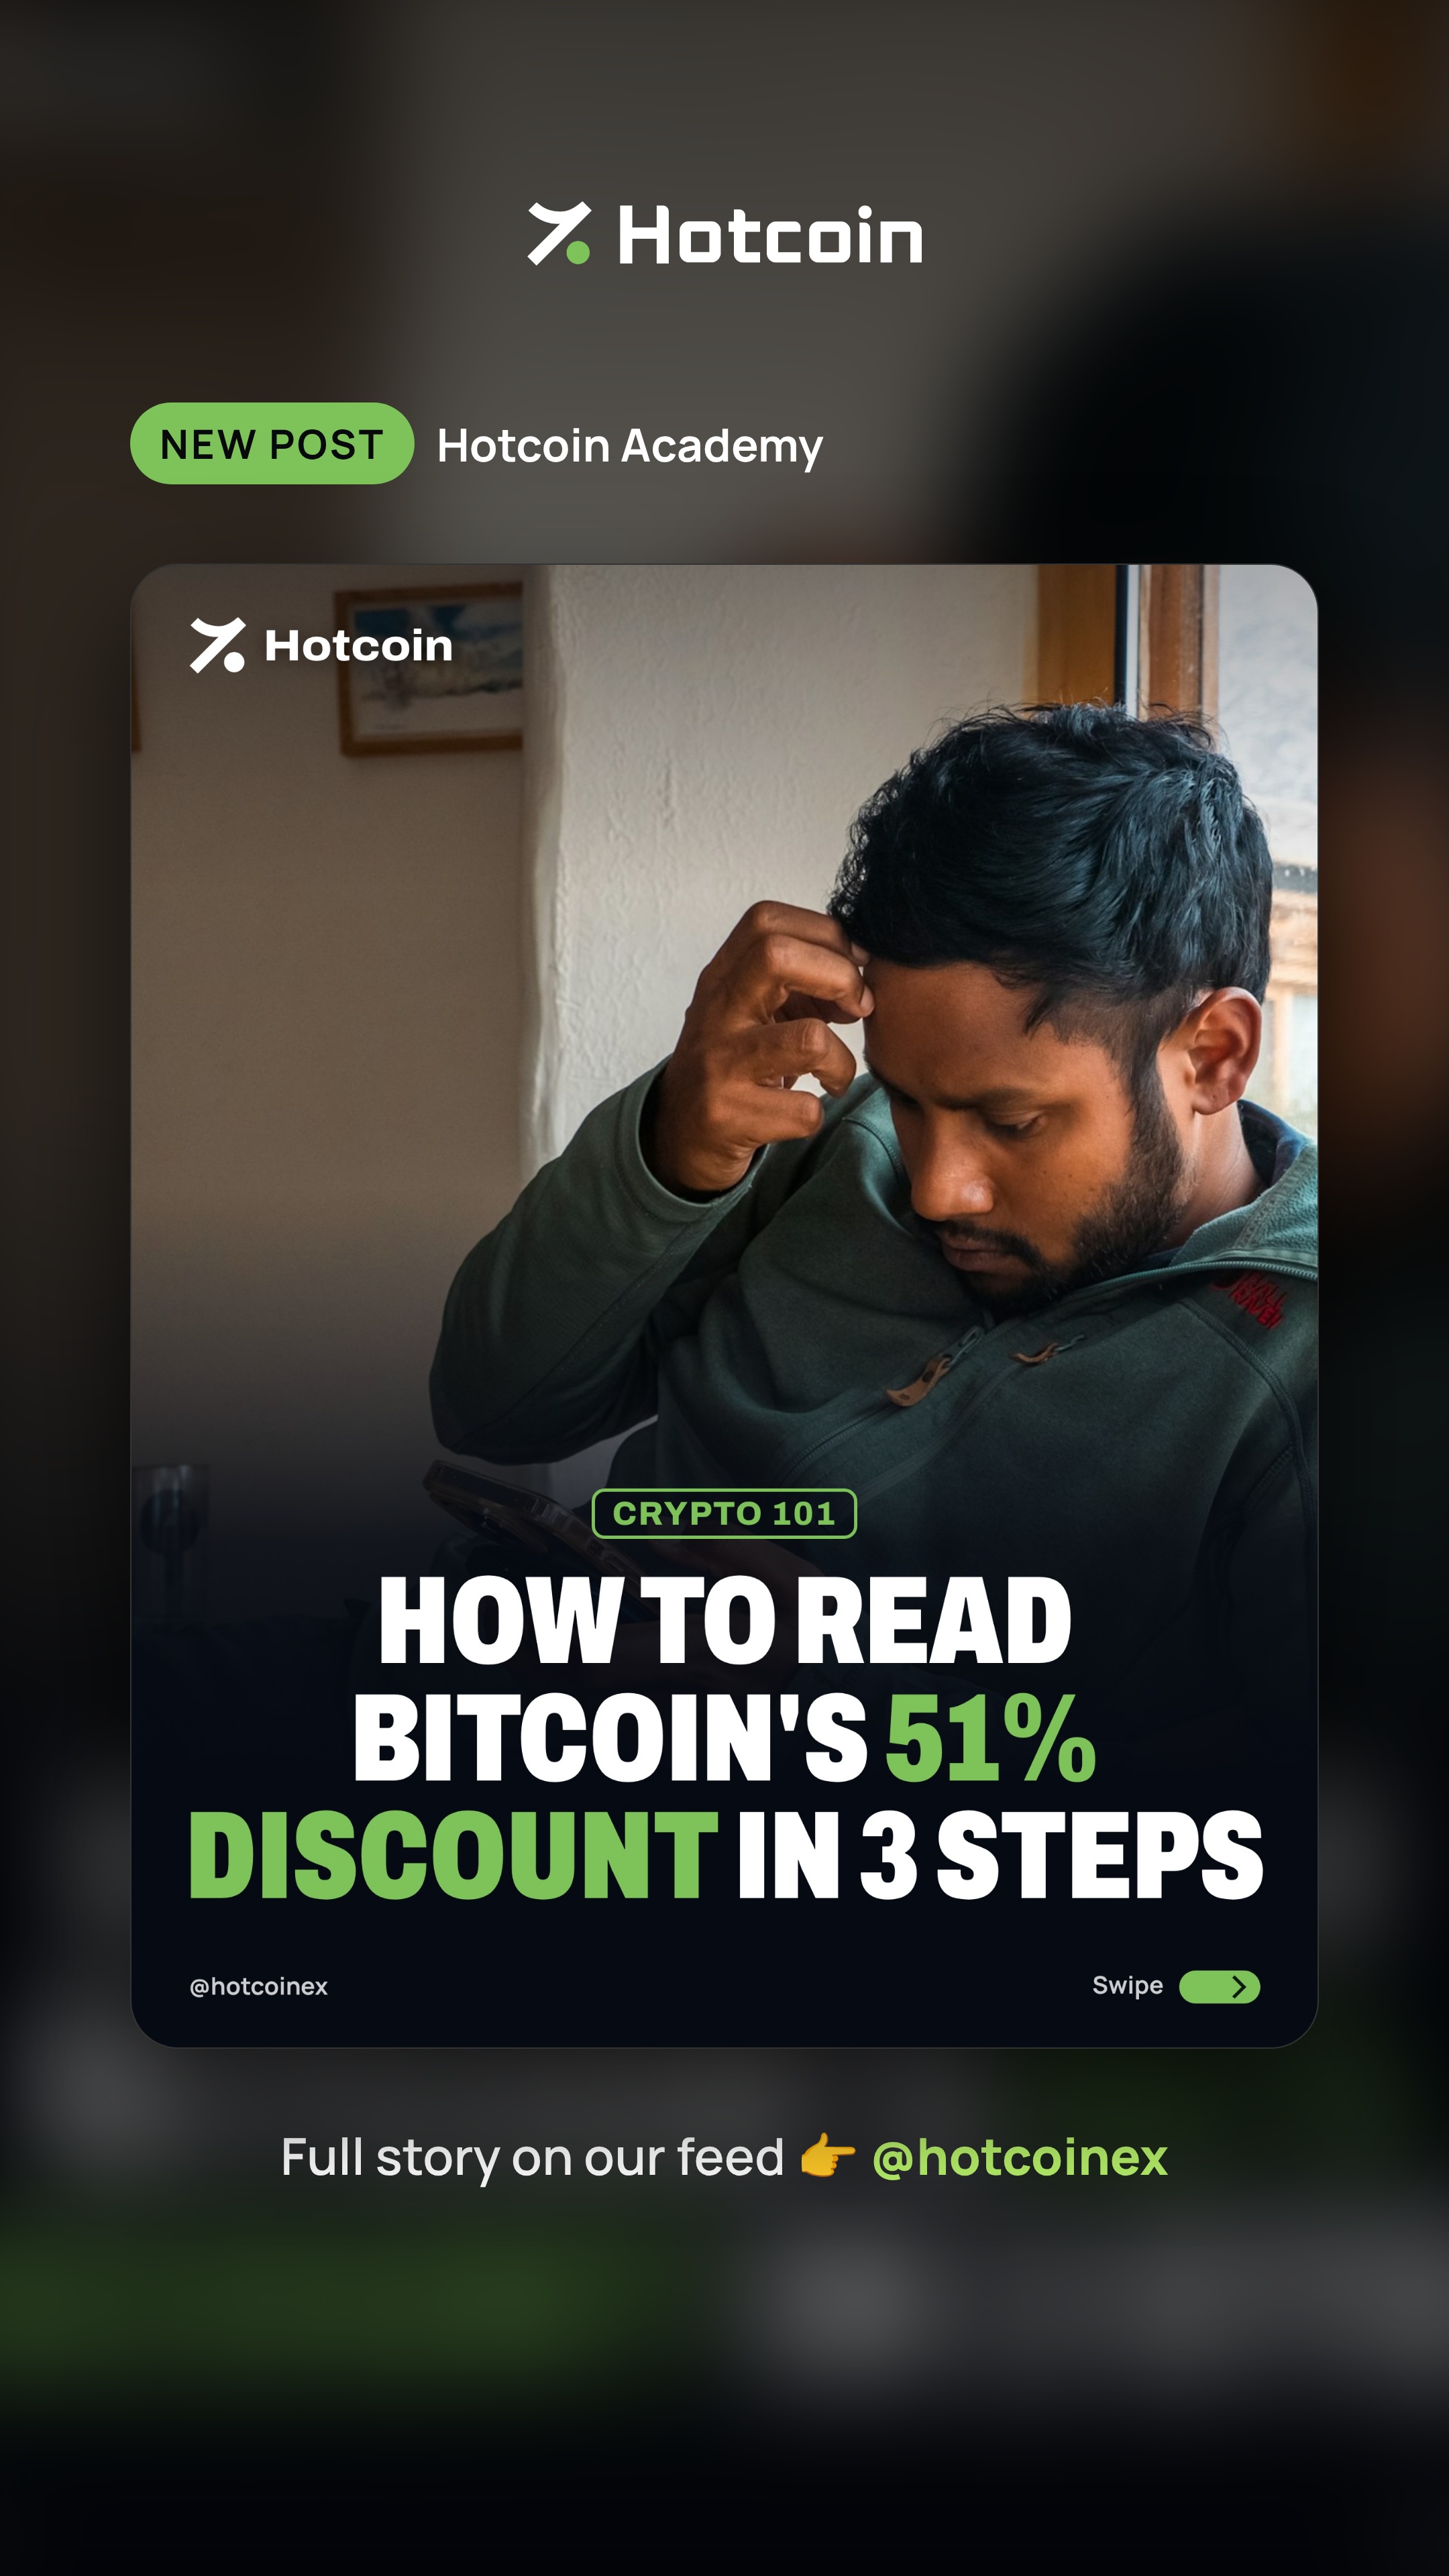 Hotcoin
NEW POST Hotcoin Academy
Hotcoin
CRYPTO 101
HOW TO READ
BITCOIN'S 51%
DISCOUNT IN 3 STEPS
@hotcoinex
Swipe
Full story on our feed 👉 @hotcoinex